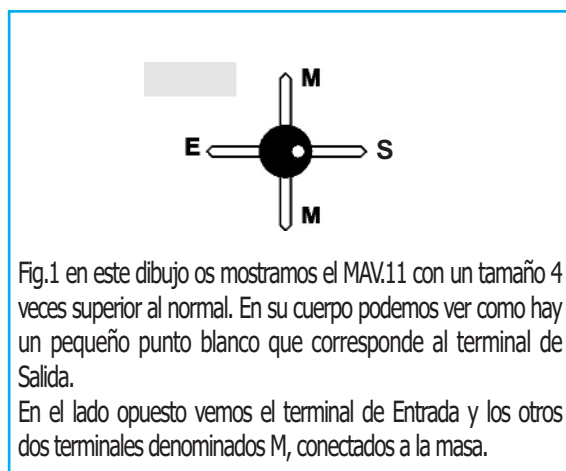 M
E S
M
Fig.1 en este dibujo os mostramos el MAV.11 con un tamaño 4
veces superior al normal. En su cuerpo podemos ver como hay
un pequeño punto blanco que corresponde al terminal de
Salida.
En el lado opuesto vemos el terminal de Entrada y los otros
dos terminales denominados M, conectados a la masa.